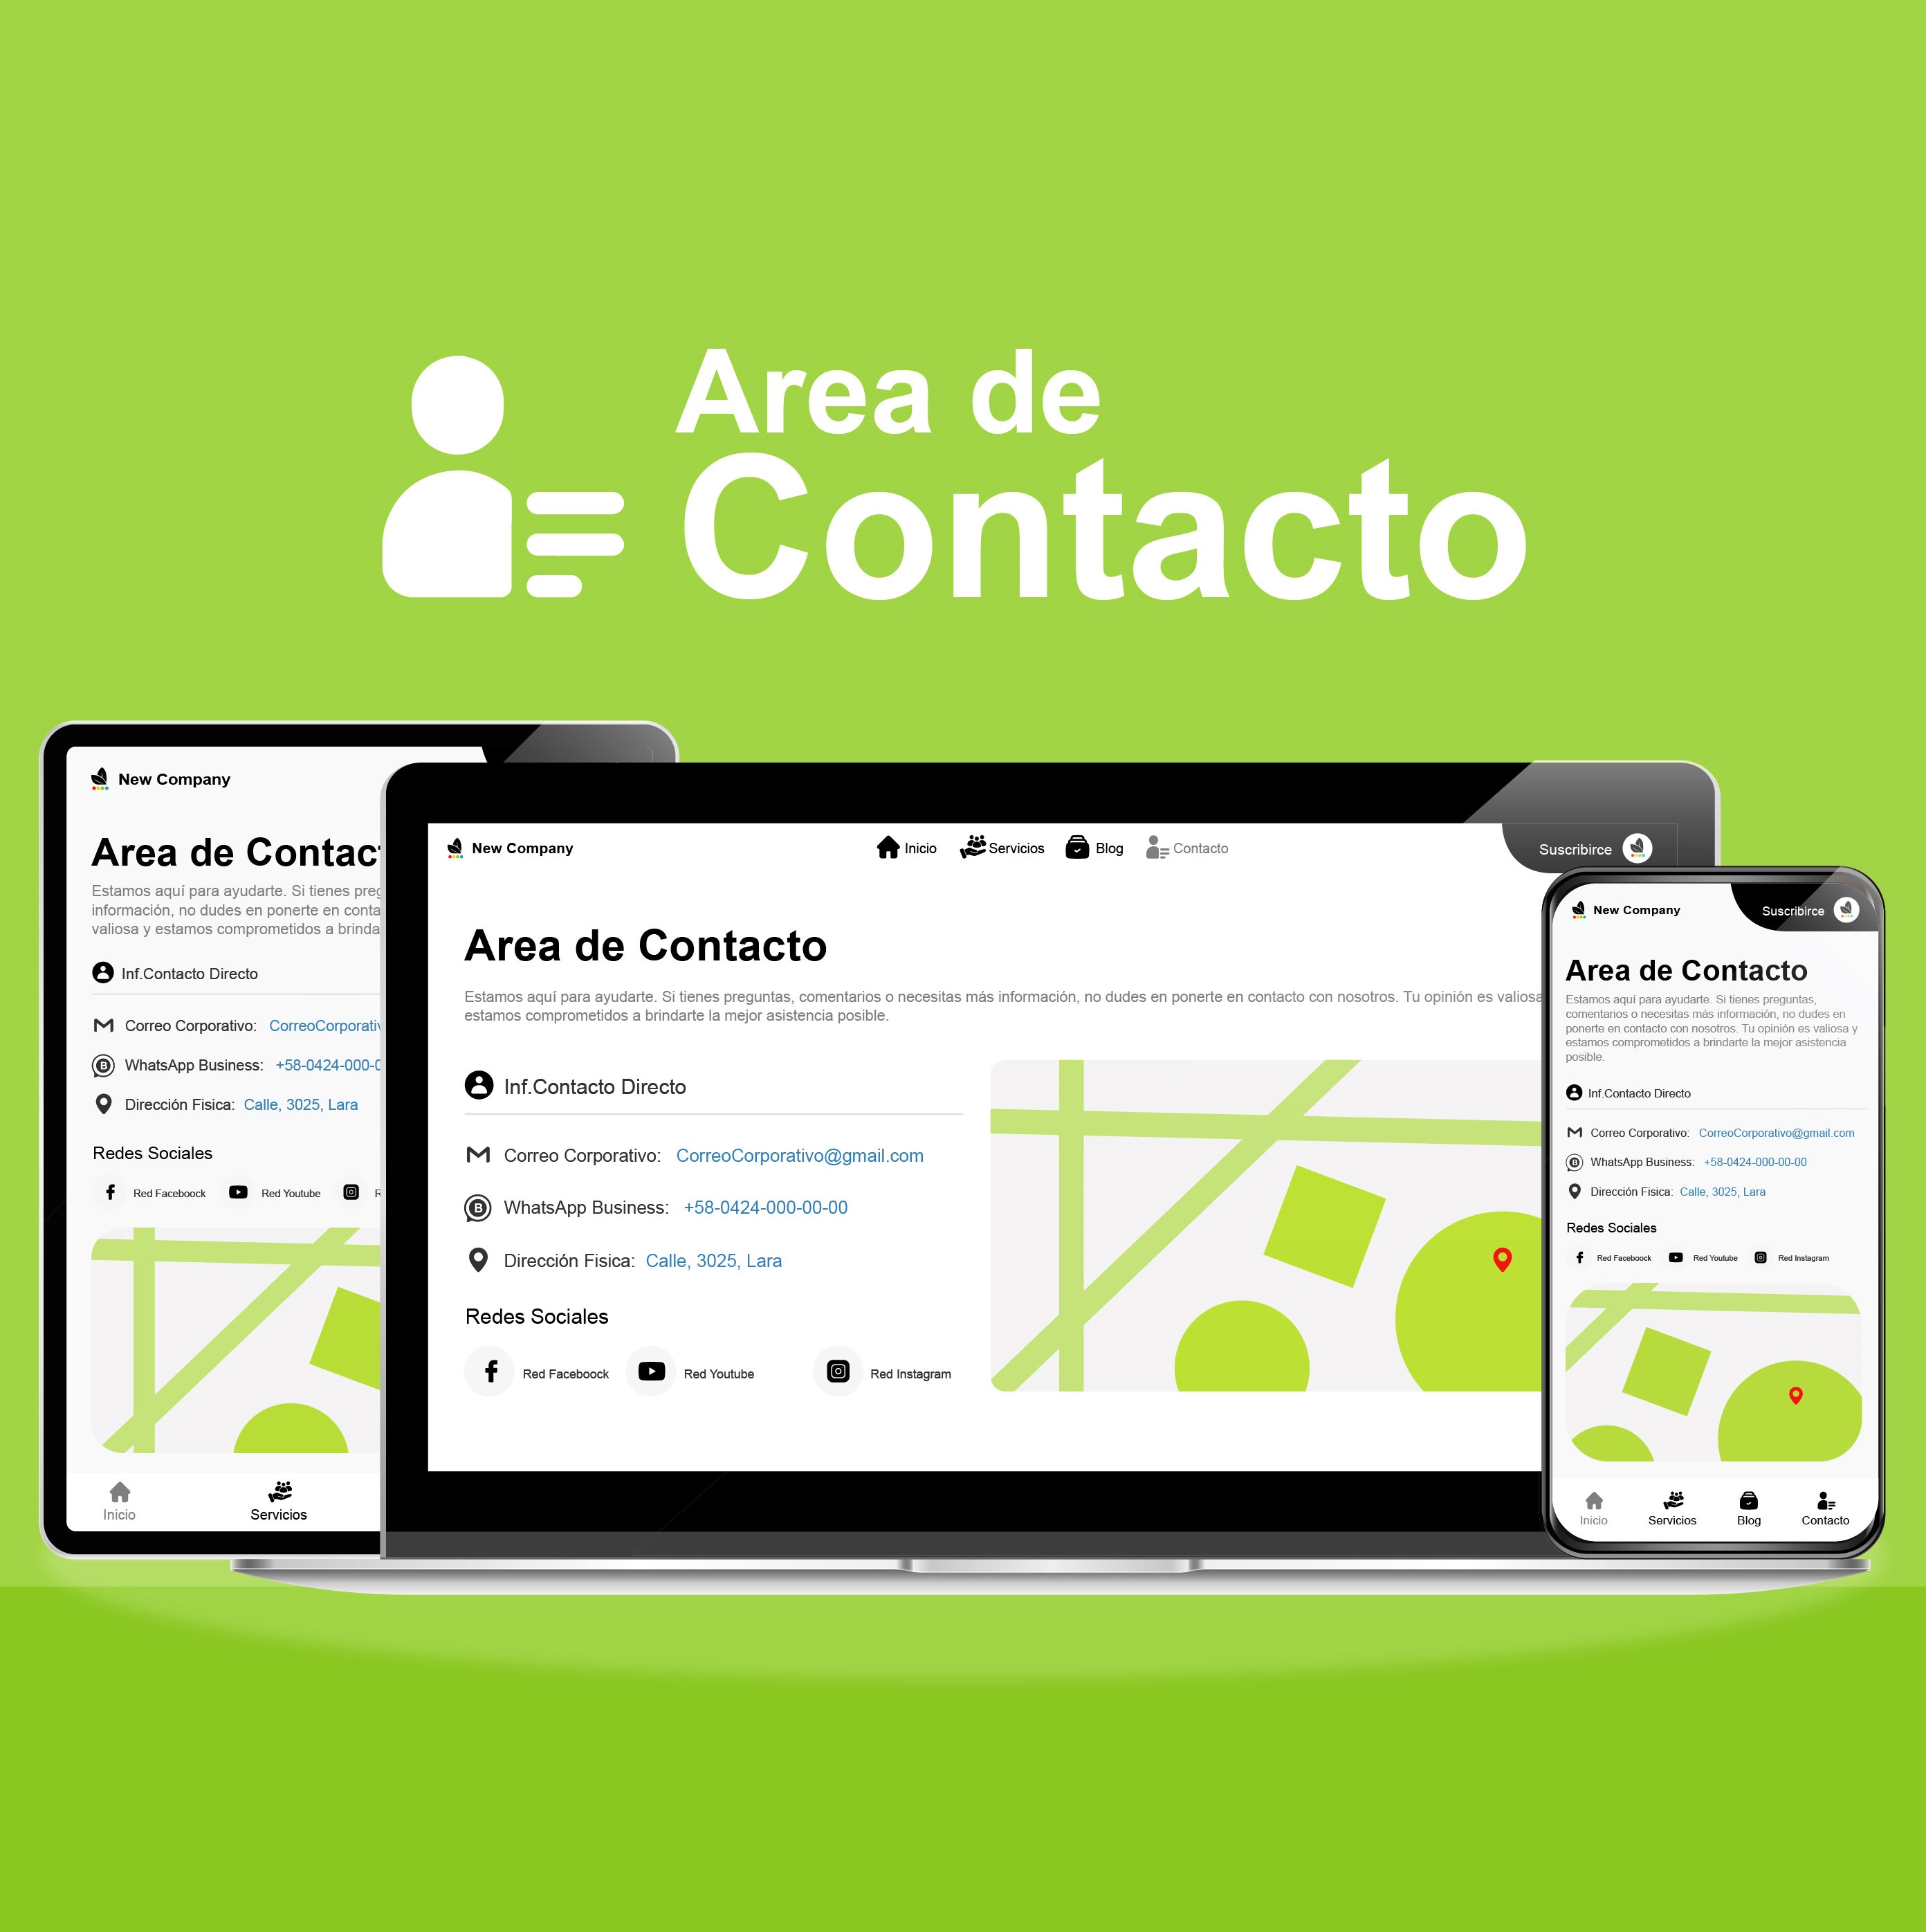 Area de
Contacto
New Company
Area de Contac
Estamos aquí para ayudarte. Si tienes preg
información, no dudes en ponerte en conta
valiosa y estamos comprometidos a brinda
Inf.Contacto Directo
Correo Corporativo: CorreoCorporativ
WhatsApp Business: +58-0424-000-0
Dirección Fisica: Calle, 3025, Lara
Redes Sociales
Red Faceboock Red Youtube R
Inicio Servicios
New Company Inicio Servicios Blog Contacto Suscribirce
Area de Contacto
Estamos aquí para ayudarte. Si tienes preguntas, comentarios o necesitas más información, no dudes en ponerte en contacto con nosotros. Tu opinión es valiosa
estamos comprometidos a brindarte la mejor asistencia posible.
Inf.Contacto Directo
Correo Corporativo: CorreoCorporativo@gmail.com
WhatsApp Business: +58-0424-000-00-00
Dirección Fisica: Calle, 3025, Lara
Redes Sociales
Red Faceboock Red Youtube Red Instagram
New Company Suscribirce
Area de Contacto
Estamos aquí para ayudarte. Si tienes preguntas,
comentarios o necesitas más información, no dudes en
ponerte en contacto con nosotros. Tu opinión es valiosa y
estamos comprometidos a brindarte la mejor asistencia
posible.
Inf.Contacto Directo
Correo Corporativo: CorreoCorporativo@gmail.com
WhatsApp Business: +58-0424-000-00-00
Dirección Fisica: Calle, 3025, Lara
Redes Sociales
Red Faceboock Red Youtube Red Instagram
Inicio Servicios Blog Contacto